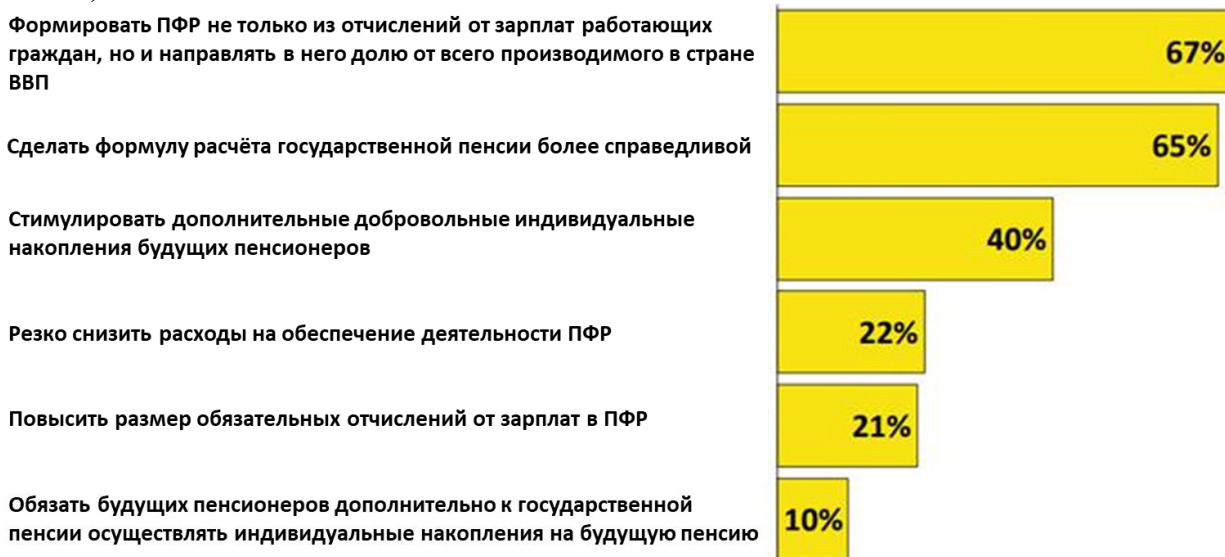 Формировать ПФР не только из отчислений от зарплат работающих
граждан, но и направлять в него долю от всего производимого в стране
ВВП
67%
Сделать формулу расчёта государственной пенсии более справедливой
65%
Стимулировать дополнительные добровольные индивидуальные
накопления будущих пенсионеров
40%
Резко снизить расходы на обеспечение деятельности ПФР
22%
Повысить размер обязательных отчислений от зарплат в ПФР
21%
Обязать будущих пенсионеров дополнительно к государственной
пенсии осуществлять индивидуальные накопления на будущую пенсию
10%